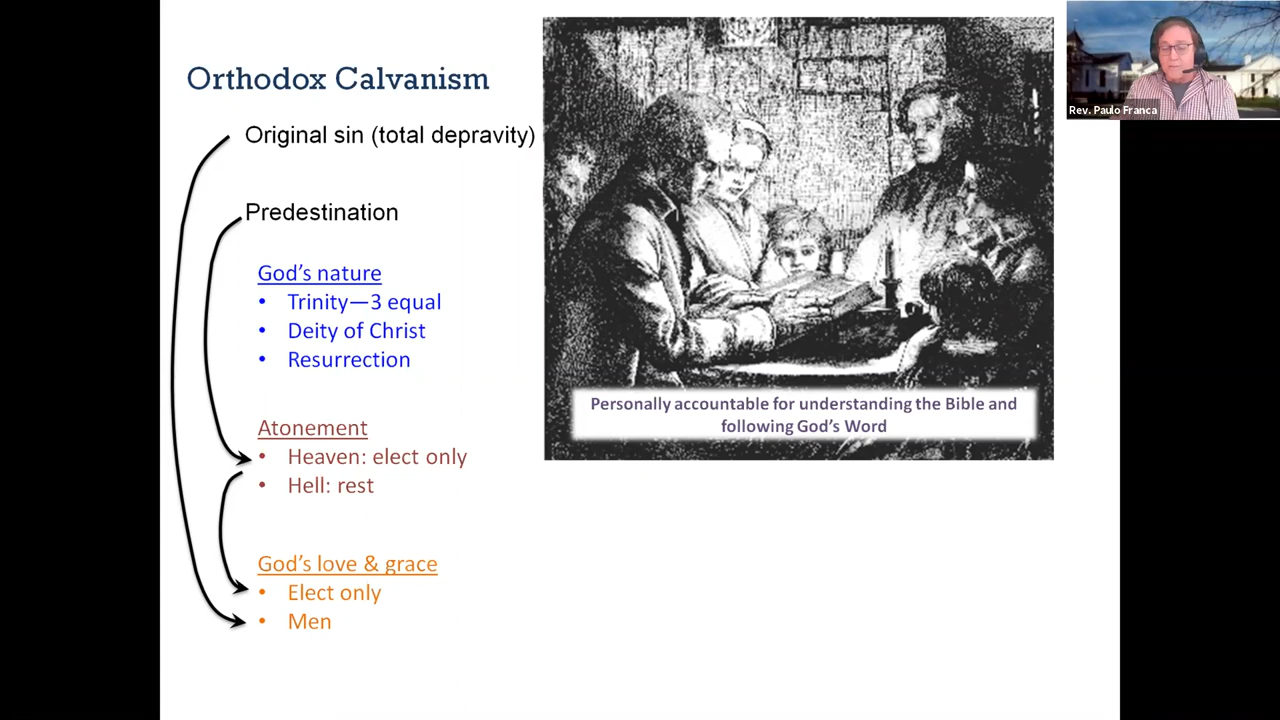 Orthodox Calvanism
Original sin (total depravity)
Predestination
God’s nature
• Trinity—3 equal
• Deity of Christ
• Resurrection
Atonement
• Heaven: elect only
• Hell: rest
God’s love & grace
• Elect only
• Men
Personally accountable for understanding the Bible and
following God’s Word
Rev. Paulo Franca